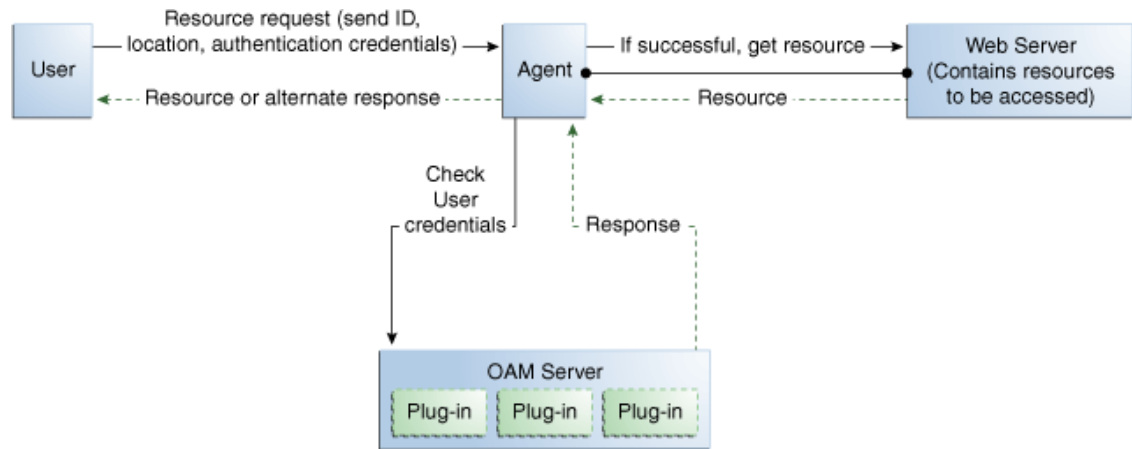 Resource request (send ID,
location, authentication credentials)
User
Resource or alternate response
Agent
If successful, get resource
Resource
Web Server
(Contains resources
to be accessed)
Check
User
credentials
Response
OAM Server
Plug-in
Plug-in
Plug-in